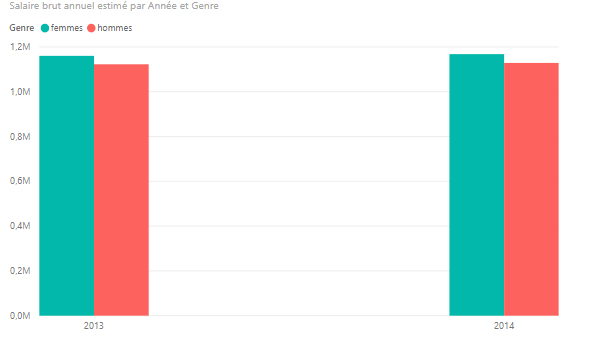 Salaire brut annuel estimé par Année et Genre
Genre femmes hommes
1,2M
1,0M
0,8M
0,6M
0,4M
0,2M
0,0M
2013 2014